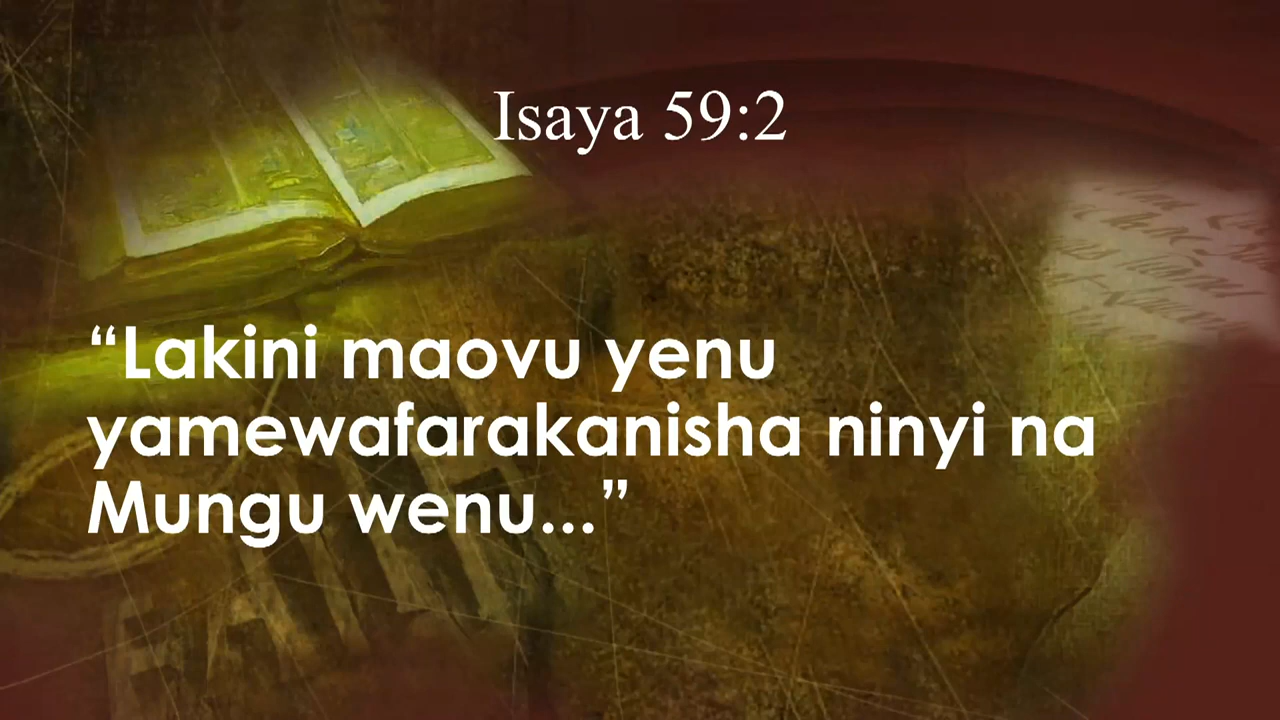 Isaya 59:2
“Lakini maovu yenu
yamewafarakanisha ninyi na
Mungu wenu...”